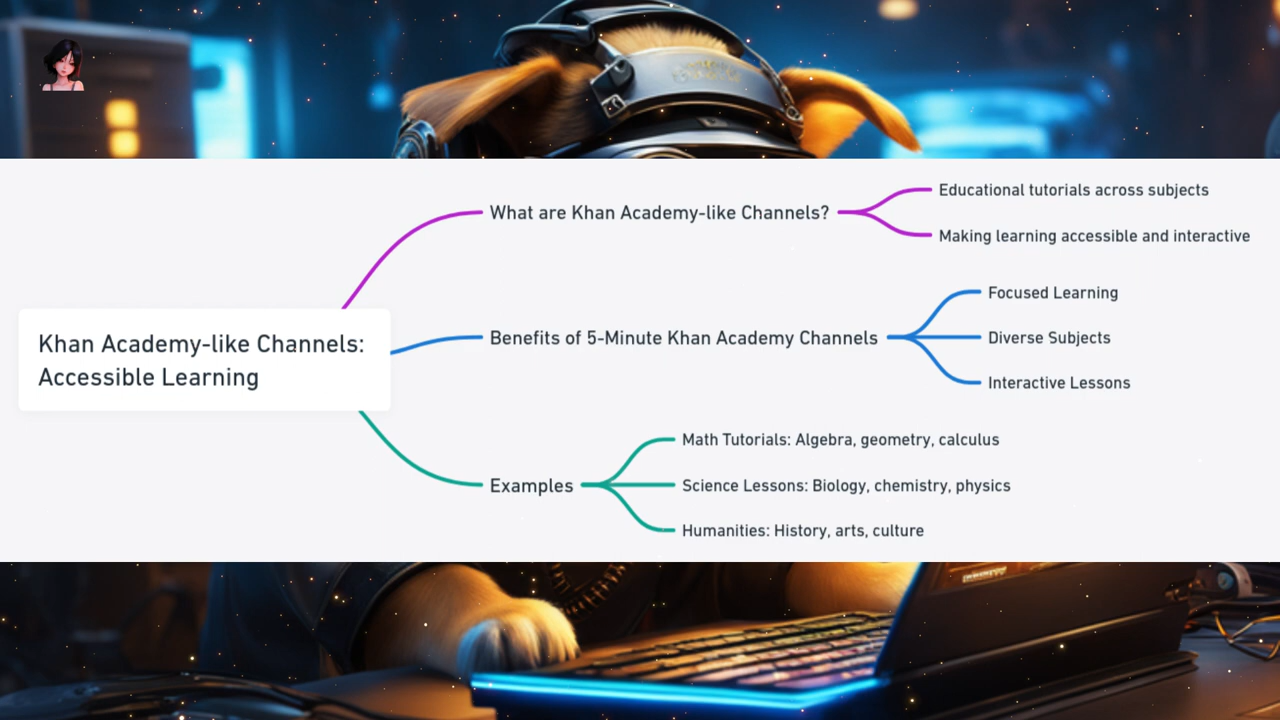 Khan Academy-like Channels:
Accessible Learning
What are Khan Academy-like Channels?
Educational tutorials across subjects
Making learning accessible and interactive
Benefits of 5-Minute Khan Academy Channels
Focused Learning
Diverse Subjects
Interactive Lessons
Examples
Math Tutorials: Algebra, geometry, calculus
Science Lessons: Biology, chemistry, physics
Humanities: History, arts, culture